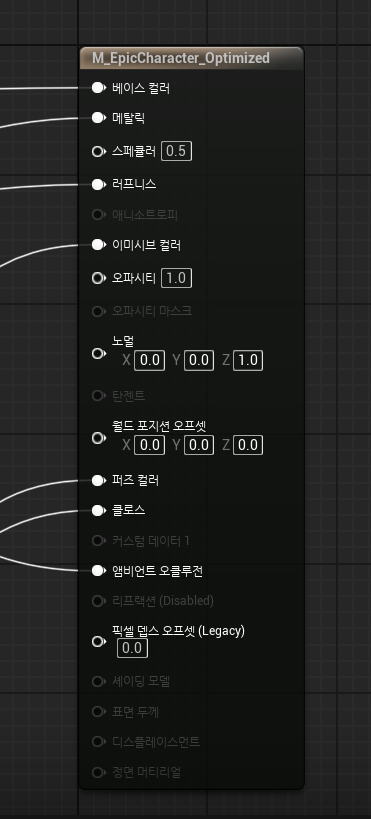 M_EpicCharacter_Optimized
베이스 컬러
메탈릭
스페큘러 0.5
러프니스
애니소트로피
이미시브 컬러
오파시티 1.0
오파시티 마스크
노멀
X 0.0 Y 0.0 Z 1.0
탄젠트
월드 포지션 오프셋
X 0.0 Y 0.0 Z 0.0
퍼즈 컬러
클로스
커스텀 데이터 1
앰비언트 오클루전
리프랙션 (Disabled)
픽셀 뎁스 오프셋 (Legacy)
0.0
셰이딩 모델
표면 두께
디스플레이스먼트
정면 머티리얼